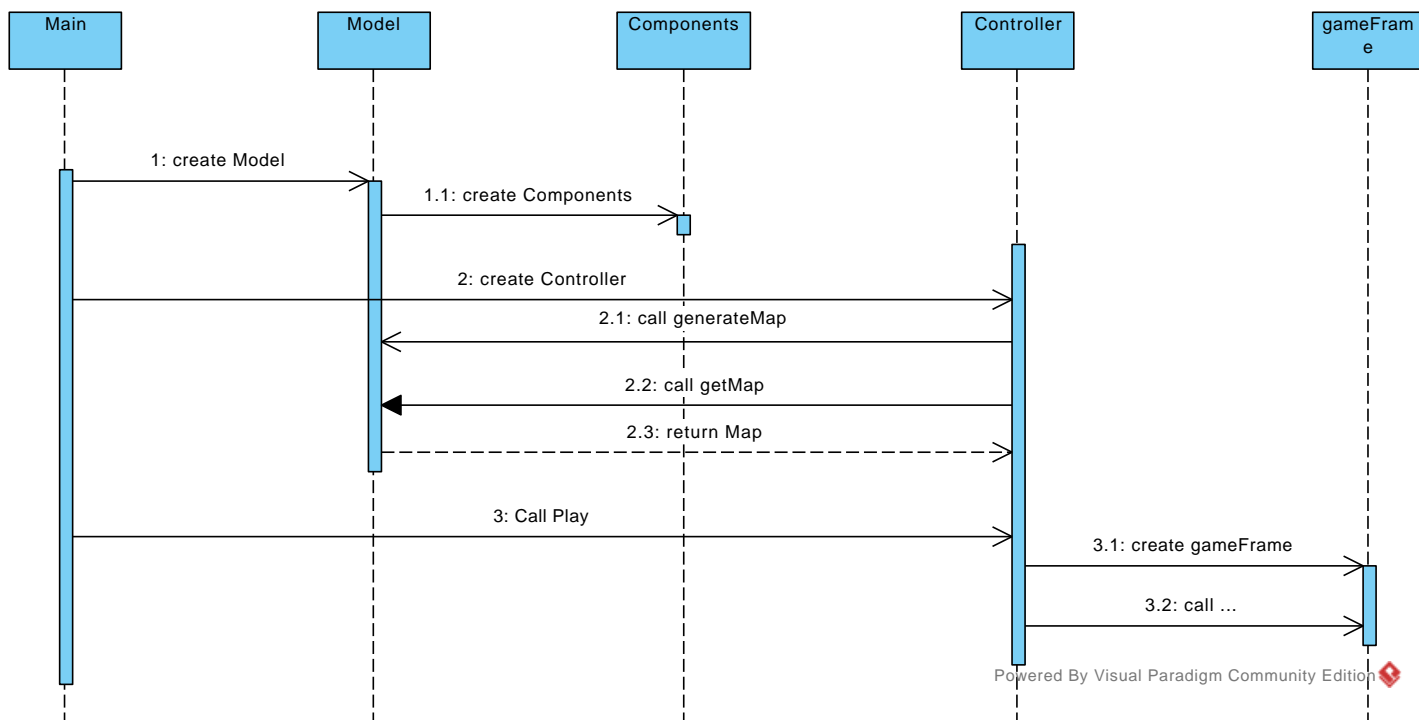 Main
Model
Components
Controller
gameFram
e
1: create Model
1.1: create Components
2: create Controller
2.1: call generateMap
2.2: call getMap
2.3: return Map
3: Call Play
3.1: create gameFrame
3.2: call ...
Powered By Visual Paradigm Community Edition